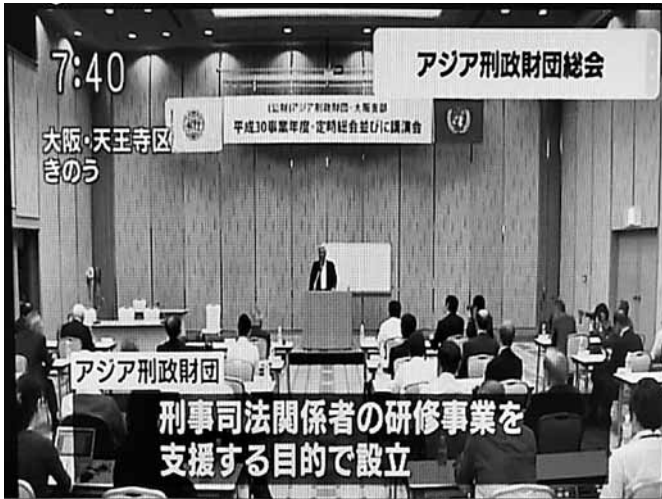 7:40
アジア刑政財団総会
(公財)アジア刑政財団・大阪支部
平成30事業年度・定時総会並びに講演会
大阪・天王寺区
きのう
アジア刑政財団
刑事司法関係者の研修事業を
支援する目的で設立